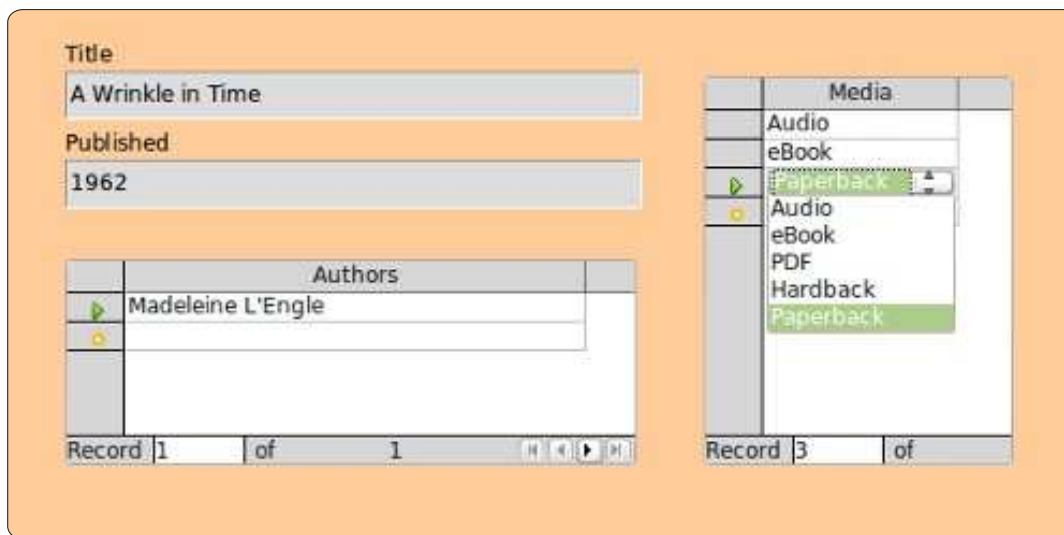 Title
A Wrinkle in Time
Published
1962
Authors
Madeleine L'Engle
Record 1 of 1
Media
Audio
eBook
Paperback
Audio
eBook
PDF
Hardback
Paperback
Record 3 of